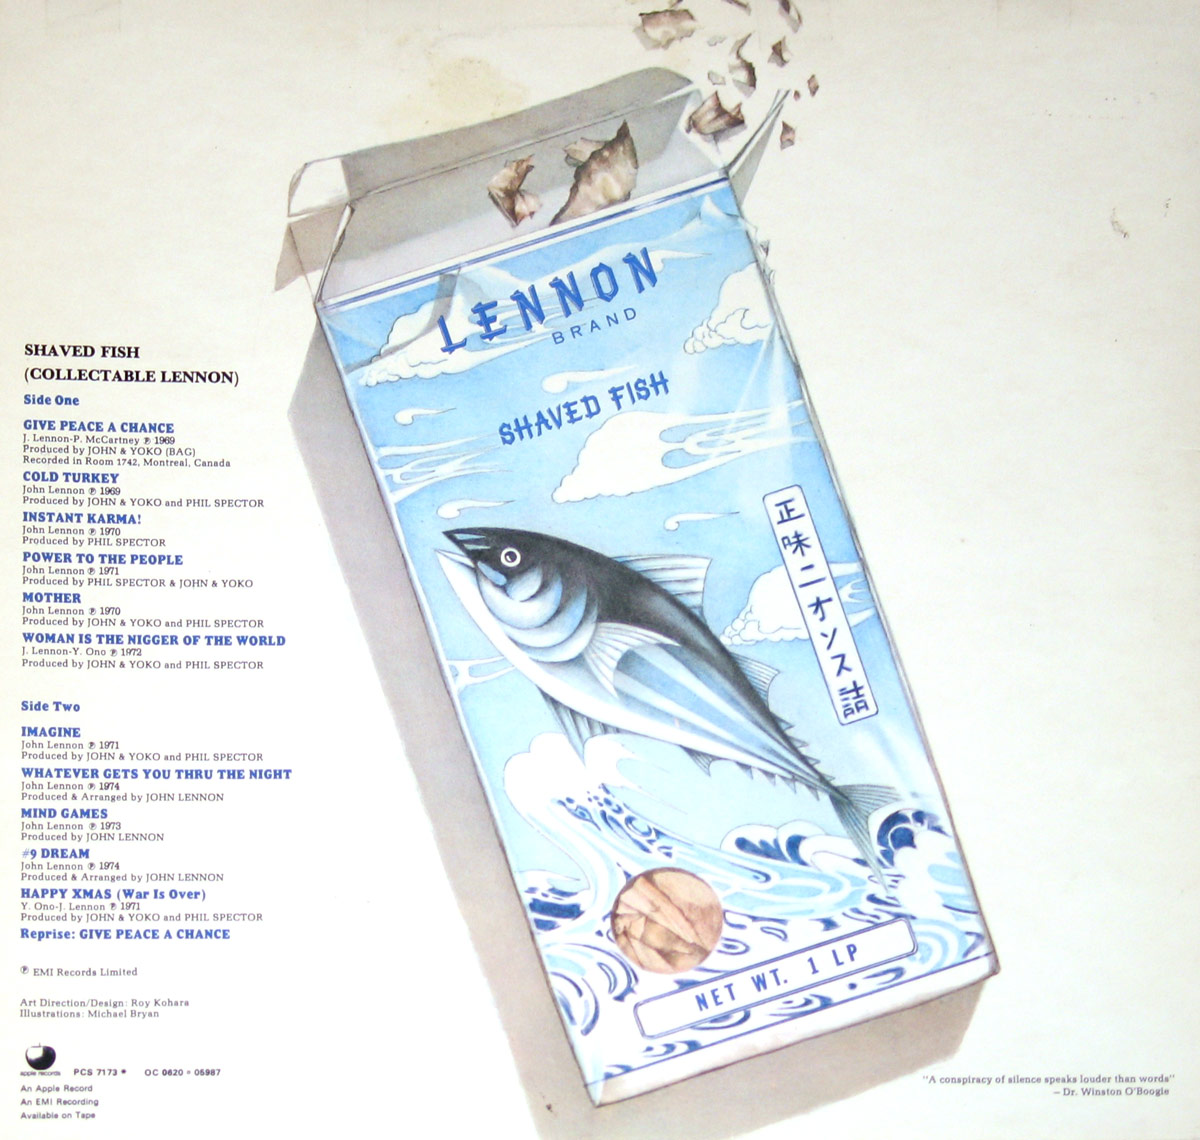 SHAVED FISH
(COLLECTABLE LENNON)
Side One
GIVE PEACE A CHANCE
J. Lennon-P. McCartney ℗ 1969
Produced by JOHN & YOKO (BAG)
Recorded in Room 1742, Montreal, Canada
COLD TURKEY
John Lennon ℗ 1969
Produced by JOHN & YOKO and PHIL SPECTOR
INSTANT KARMA!
John Lennon ℗ 1970
Produced by PHIL SPECTOR
POWER TO THE PEOPLE
John Lennon ℗ 1971
Produced by PHIL SPECTOR & JOHN & YOKO
MOTHER
John Lennon ℗ 1970
Produced by JOHN & YOKO and PHIL SPECTOR
WOMAN IS THE NIGGER OF THE WORLD
J. Lennon-Y. Ono ℗ 1972
Produced by JOHN & YOKO and PHIL SPECTOR
Side Two
IMAGINE
John Lennon ℗ 1971
Produced by JOHN & YOKO and PHIL SPECTOR
WHATEVER GETS YOU THRU THE NIGHT
John Lennon ℗ 1974
Produced & Arranged by JOHN LENNON
MIND GAMES
John Lennon ℗ 1973
Produced by JOHN LENNON
#9 DREAM
John Lennon ℗ 1974
Produced & Arranged by JOHN LENNON
HAPPY XMAS (War Is Over)
Y. Ono-J. Lennon ℗ 1971
Produced by JOHN & YOKO and PHIL SPECTOR
Reprise: GIVE PEACE A CHANCE
℗ EMI Records Limited
Art Direction/Design: Roy Kohara
Illustrations: Michael Bryan
apple records PCS 7173 * OC 0620 ∘ 05987
An Apple Record
An EMI Recording
Available on Tape
LENNON
BRAND
SHAVED FISH
正味二オンス詰
NET WT. 1 LP
"A conspiracy of silence speaks louder than words"
– Dr. Winston O'Boogie